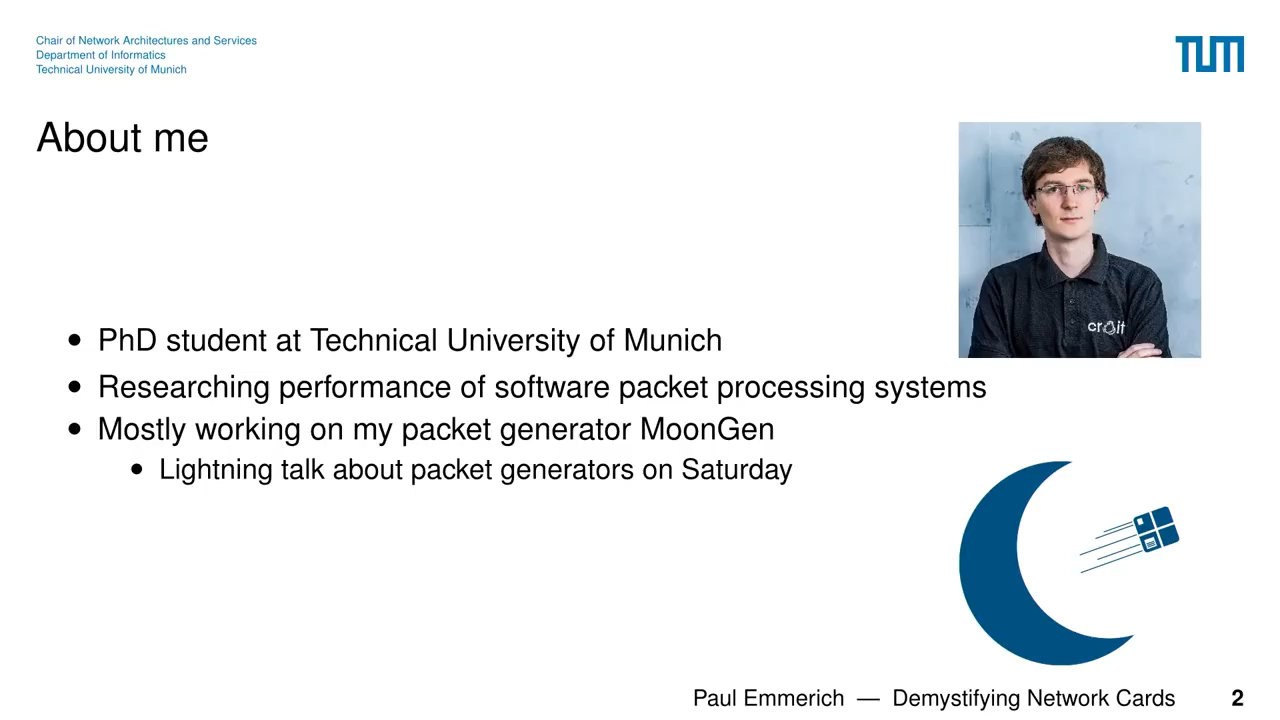 Chair of Network Architectures and Services
Department of Informatics
Technical University of Munich
TUM
About me
croit
PhD student at Technical University of Munich
Researching performance of software packet processing systems
Mostly working on my packet generator MoonGen
Lightning talk about packet generators on Saturday
Paul Emmerich — Demystifying Network Cards 2